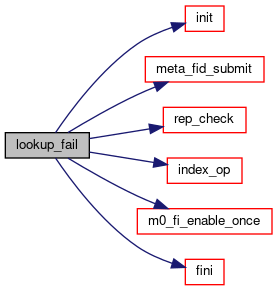 init
meta_fid_submit
rep_check
lookup_fail
index_op
m0_fi_enable_once
fini